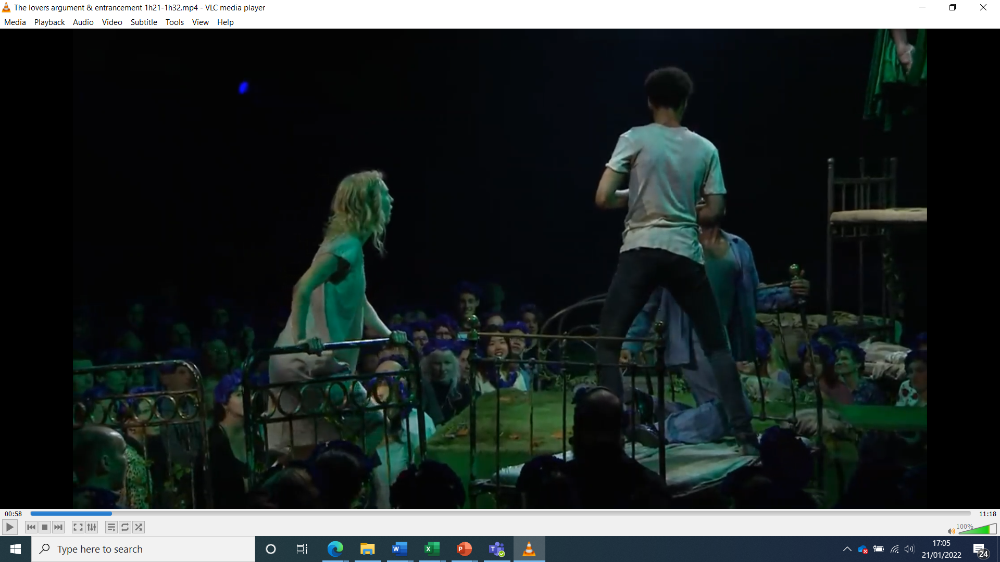 The lovers argument & entrancement 1h21-1h32.mp4 - VLC media player
Media Playback Audio Video Subtitle Tools View Help
00:58
11:18
100%
Type here to search
17:05
21/01/2022
24